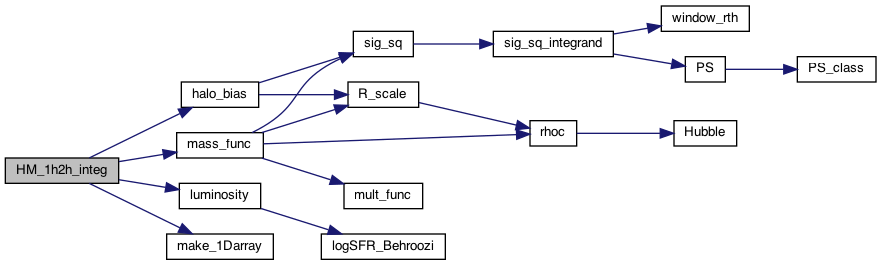 window_rth
sig_sq
sig_sq_integrand
PS
PS_class
halo_bias
R_scale
rhoc
Hubble
mass_func
HM_1h2h_integ
luminosity
mult_func
make_1Darray
logSFR_Behroozi